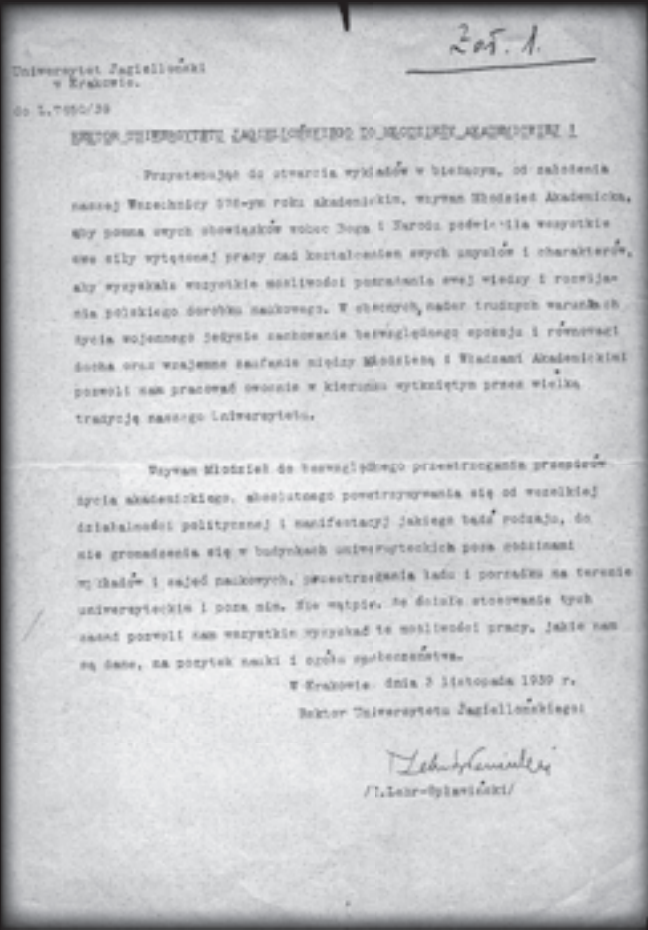 Zał. 1.
Uniwersytet Jagielloński
w Krakowie.
do L.7450/39
REKTOR UNIWERSYTETU JAGIELLOŃSKIEGO DO MŁODZIEŻY AKADEMICKIEJ !
Przystępując do otwarcia wykładów w bieżącym, od założenia
naszej Wszechnicy 576-ym roku akademickim, wzywam Młodzież Akademicką,
aby pomna swych obowiązków wobec Boga i Narodu poświęciła wszystkie
swe siły wytężonej pracy nad kształceniem swych umysłów i charakterów,
aby wyzyskała wszystkie możliwości pomnażania swej wiedzy i rozwija-
nia polskiego dorobku naukowego. W obecnych, nader trudnych warunkach
życia wojennego jedynie zachowanie bezwzględnego spokoju i równowagi
ducha oraz wzajemne zaufanie między Młodzieżą i Władzami Akademickimi
pozwoli nam pracować owocnie w kierunku wytkniętym przez wielką
tradycję naszego Uniwersytetu.
Wzywam Młodzież do bezwzględnego przestrzegania przepisów
życia akademickiego, absolutnego powstrzymywania się od wszelkiej
działalności politycznej i manifestacyj jakiego bądź rodzaju, do
nie gromadzenia się w budynkach uniwersyteckich poza godzinami
wykładów i zajęć naukowych, przestrzegania ładu i porządku na terenie
uniwersyteckim i poza nim. Nie wątpię, że ścisłe stosowanie tych
zasad pozwoli nam wszystkim wyzyskać te możliwości pracy, jakie nam
są dane, na pożytek nauki i ogółu społeczeństwa.
W Krakowie dnia 3 listopada 1939 r.
Rektor Uniwersytetu Jagiellońskiego:
/T.Lehr-Spławiński/